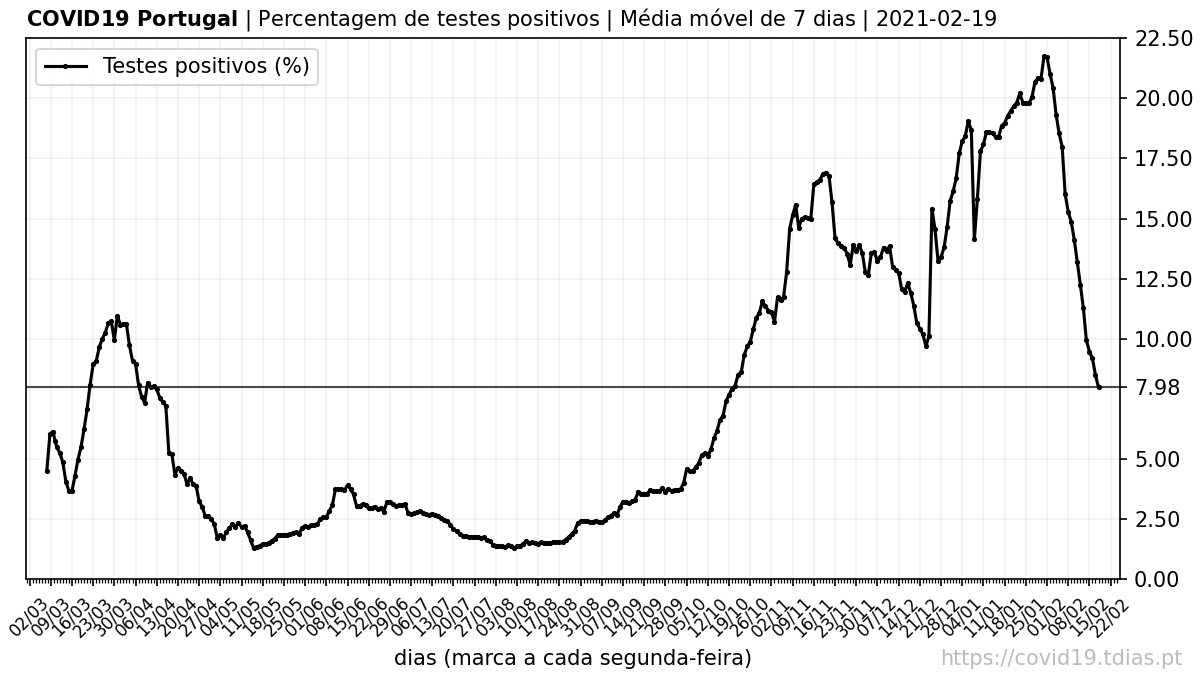 COVID19 Portugal | Percentagem de testes positivos | Média móvel de 7 dias | 2021-02-19
Testes positivos (%)
22.50
20.00
17.50
15.00
12.50
10.00
7.98
5.00
2.50
0.00
02/03 09/03 16/03 23/03 30/03 06/04 13/04 20/04 27/04 04/05 11/05 18/05 25/05 01/06 08/06 15/06 22/06 29/06 06/07 13/07 20/07 27/07 03/08 10/08 17/08 24/08 31/08 07/09 14/09 21/09 28/09 05/10 12/10 19/10 26/10 02/11 09/11 16/11 23/11 30/11 07/12 14/12 21/12 28/12 04/01 11/01 18/01 25/01 01/02 08/02 15/02 22/02
dias (marca a cada segunda-feira)
https://covid19.tdias.pt